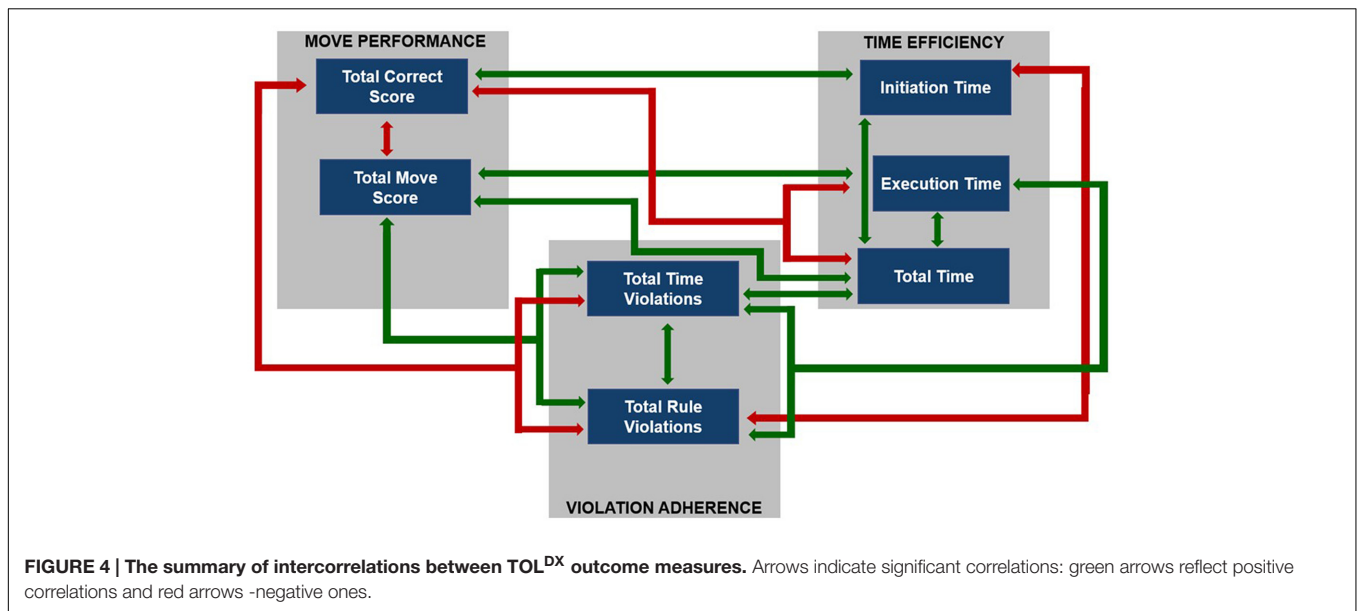 MOVE PERFORMANCE
Total Correct
Score
Total Move
Score
TIME EFFICIENCY
Initiation Time
Execution Time
Total Time
Total Time
Violations
Total Rule
Violations
VIOLATION ADHERENCE
FIGURE 4 | The summary of intercorrelations between TOLDX outcome measures. Arrows indicate significant correlations: green arrows reflect positive
correlations and red arrows -negative ones.